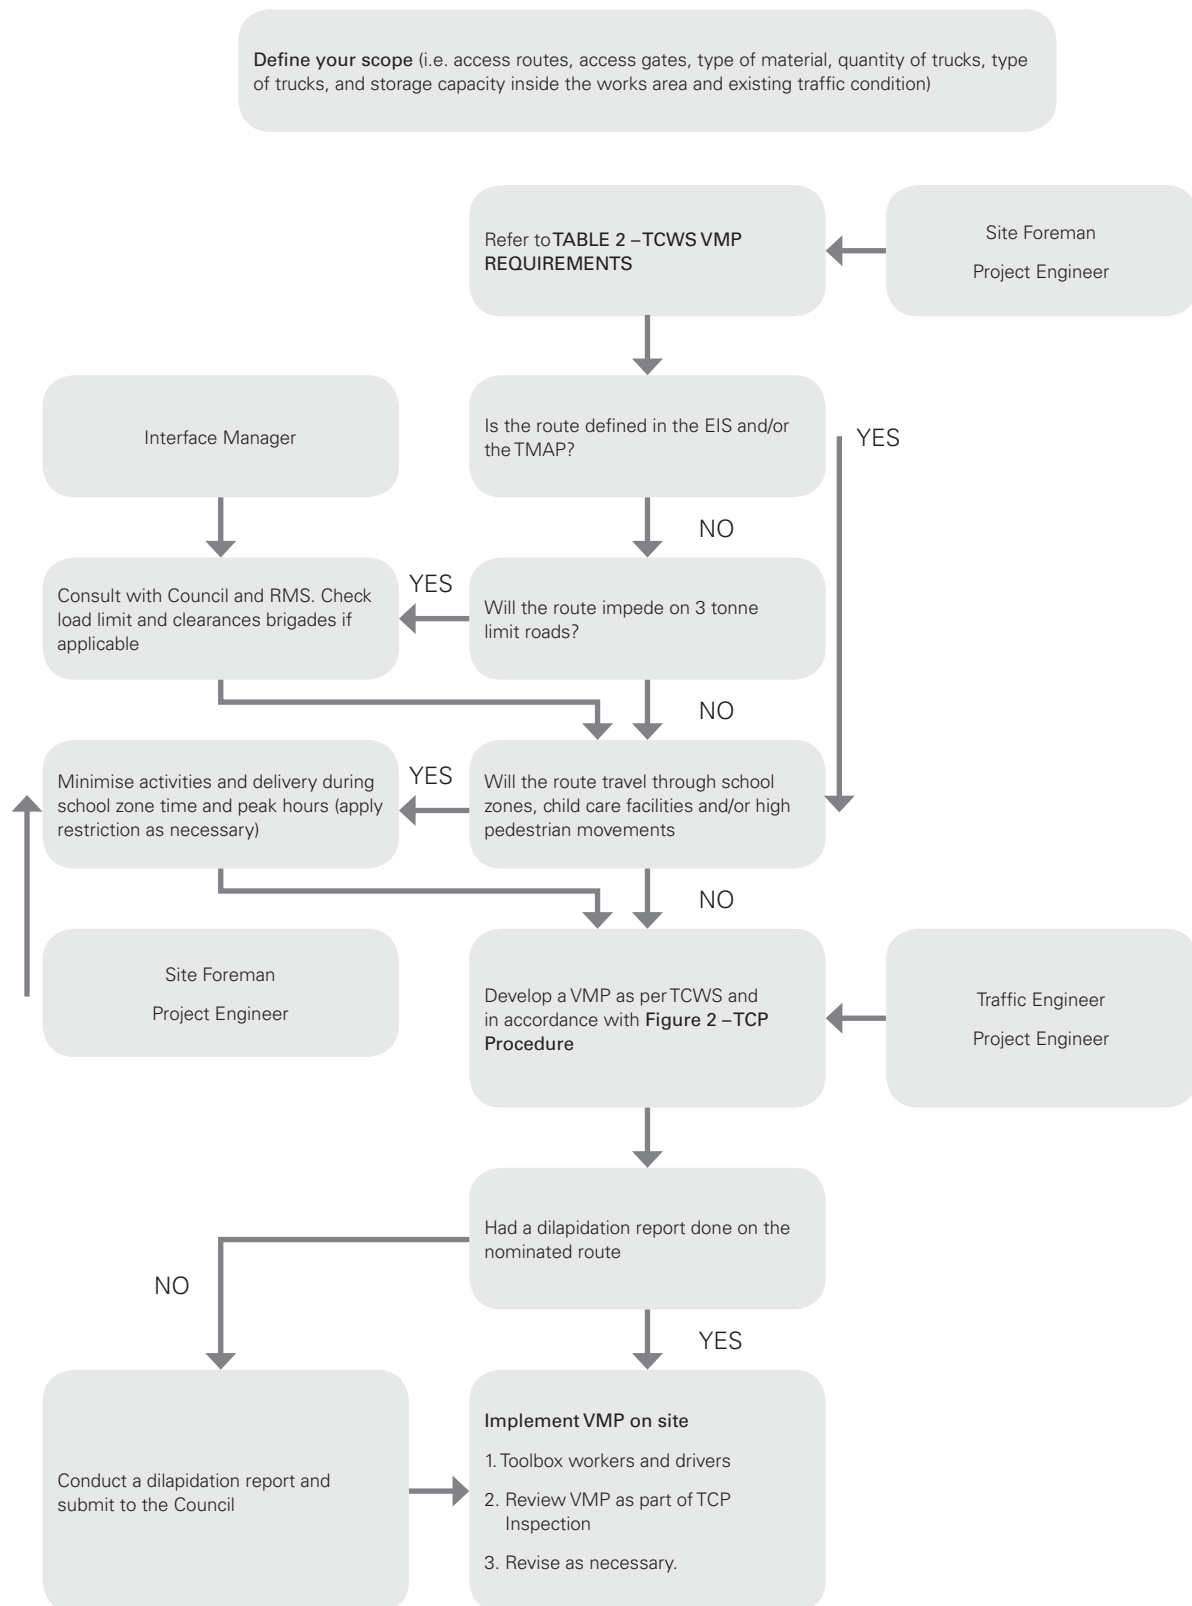 Define your scope (i.e. access routes, access gates, type of material, quantity of trucks, type
of trucks, and storage capacity inside the works area and existing traffic condition)
Refer to TABLE 2 – TCWS VMP
REQUIREMENTS
Site Foreman
Project Engineer
Interface Manager
Is the route defined in the EIS and/or
the TMAP?
YES
NO
Consult with Council and RMS. Check
load limit and clearances brigades if
applicable
YES
Will the route impede on 3 tonne
limit roads?
NO
Minimise activities and delivery during
school zone time and peak hours (apply
restriction as necessary)
YES
Will the route travel through school
zones, child care facilities and/or high
pedestrian movements
NO
Site Foreman
Project Engineer
Develop a VMP as per TCWS and
in accordance with Figure 2 – TCP
Procedure
Traffic Engineer
Project Engineer
Had a dilapidation report done on the
nominated route
NO
YES
Conduct a dilapidation report and
submit to the Council
Implement VMP on site
1. Toolbox workers and drivers
2. Review VMP as part of TCP
Inspection
3. Revise as necessary.